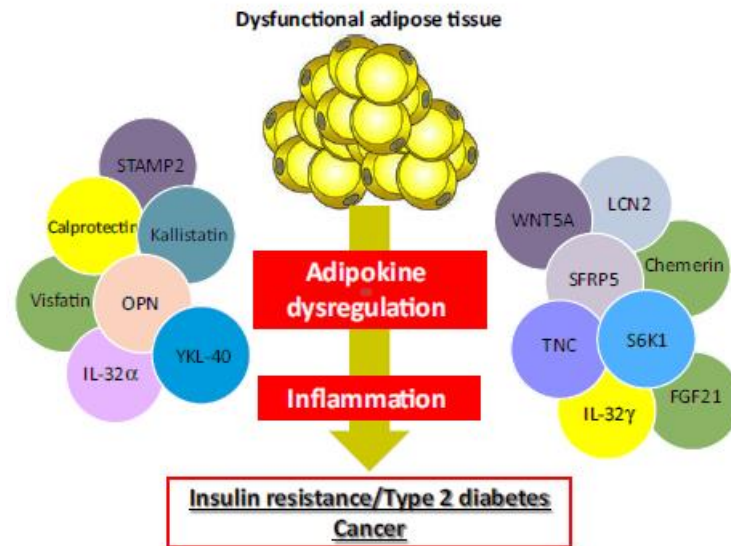 Dysfunctional adipose tissue
STAMP2
Calprotectin
Kallistatin
Visfatin
OPN
YKL-40
IL-32α
Adipokine
dysregulation
Inflammation
LCN2
WNT5A
Chemerin
SFRP5
S6K1
TNC
FGF21
IL-32γ
Insulin resistance/Type 2 diabetes
Cancer